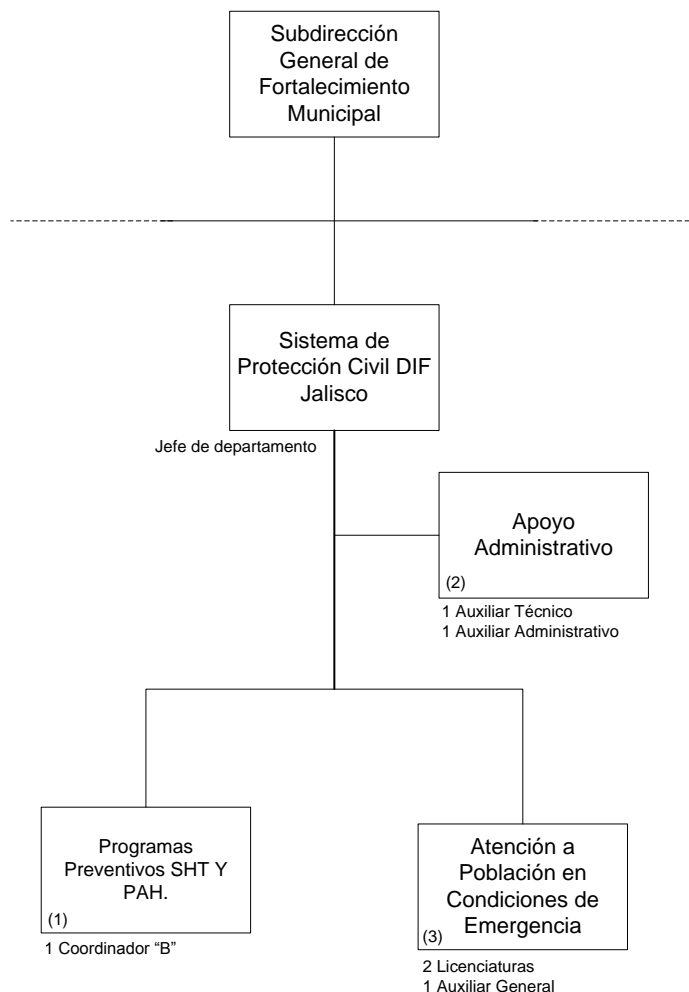 Subdirección
General de
Fortalecimiento
Municipal
Sistema de
Protección Civil DIF
Jalisco
Jefe de departamento
Apoyo
Administrativo
(2)
1 Auxiliar Técnico
1 Auxiliar Administrativo
Programas
Preventivos SHT Y
PAH.
(1)
1 Coordinador “B”
Atención a
Población en
Condiciones de
Emergencia
(3)
2 Licenciaturas
1 Auxiliar General